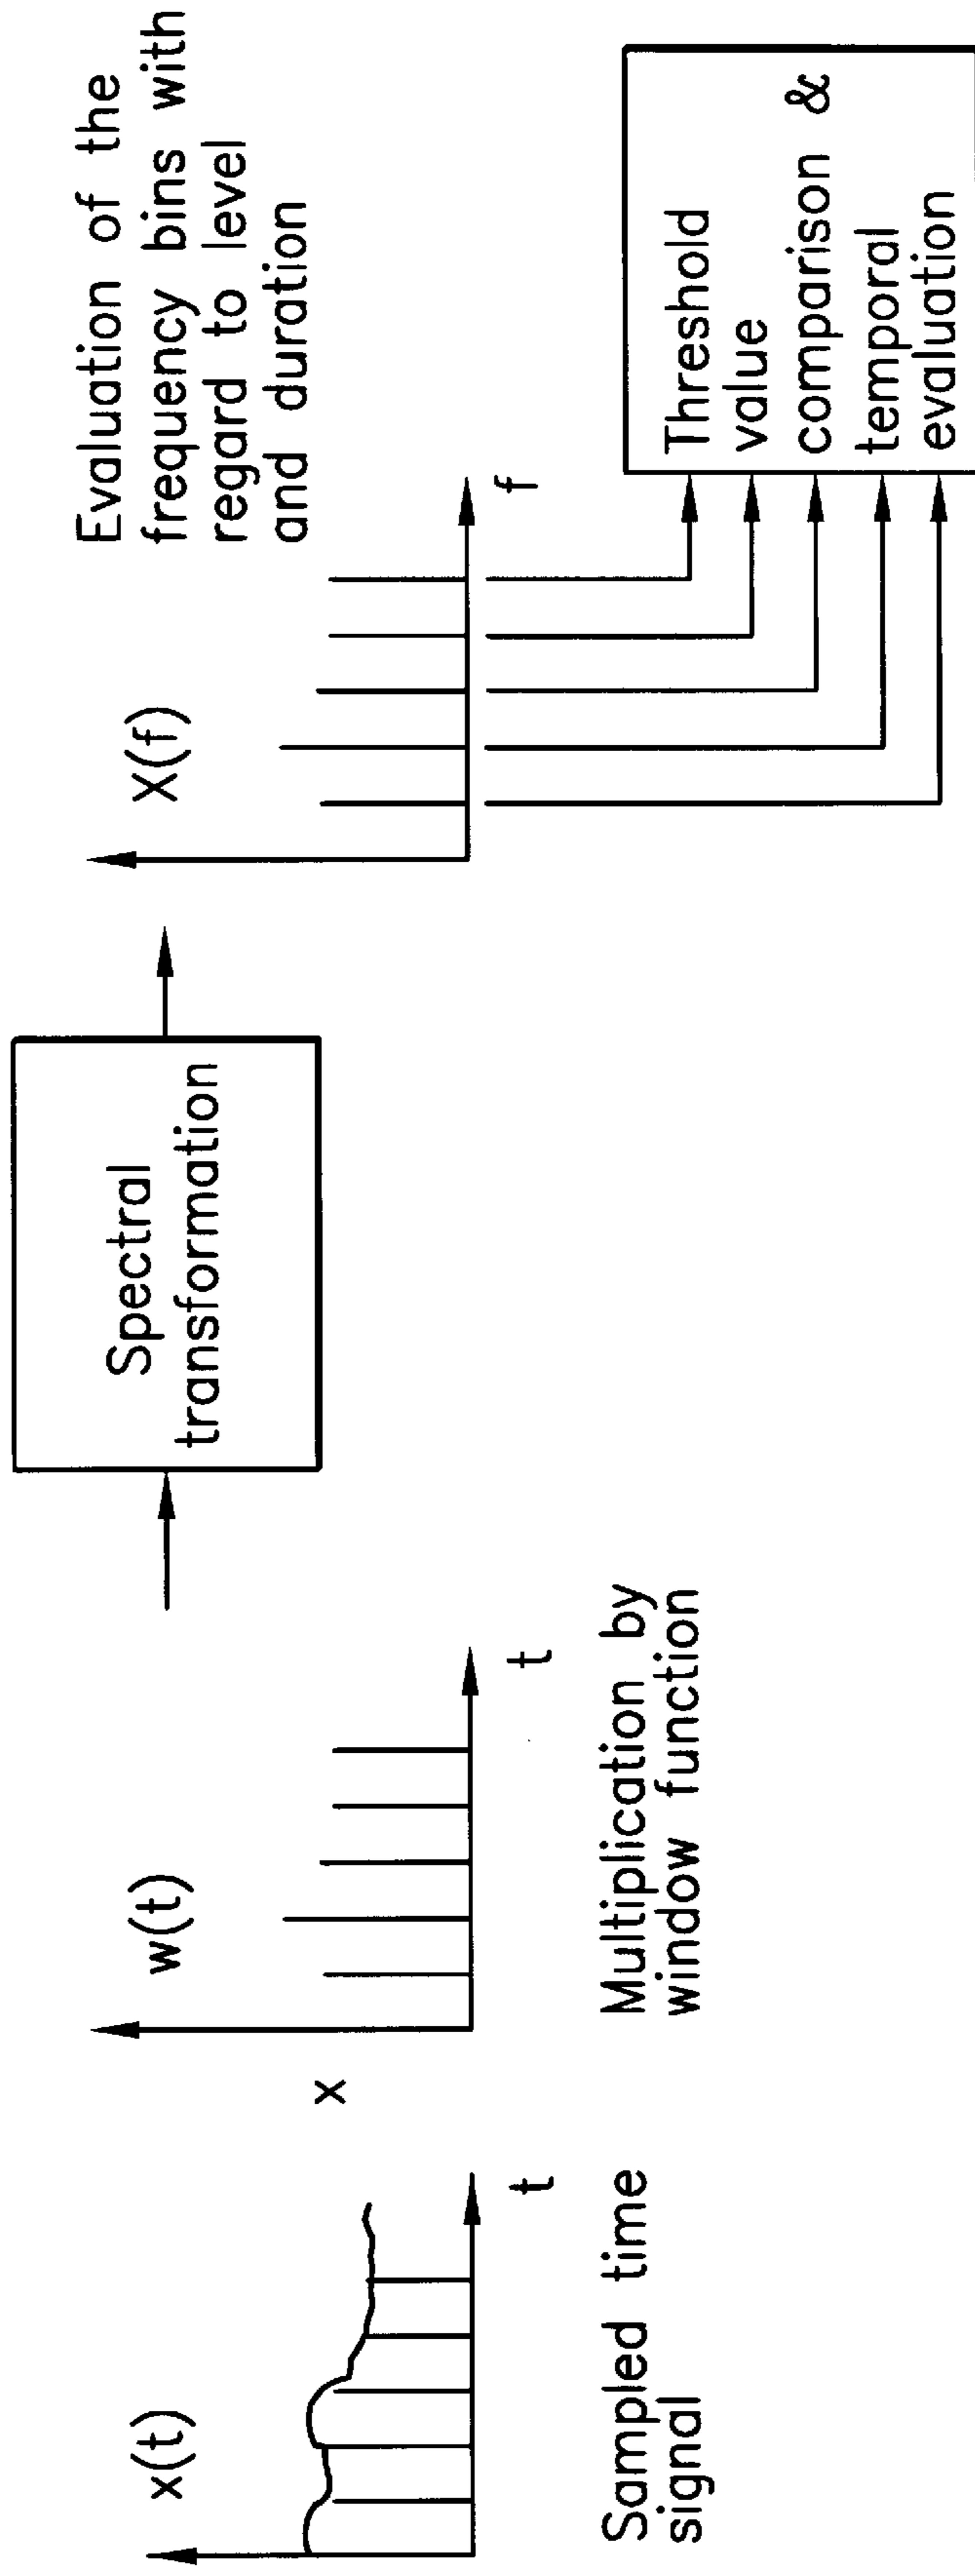 x(t)
t
Sampled time
signal
x
w(t)
t
Multiplication by
window function
Spectral
transformation
X(f)
f
Evaluation of the
frequency bins with
regard to level
and duration
Threshold
value
comparison &
temporal
evaluation